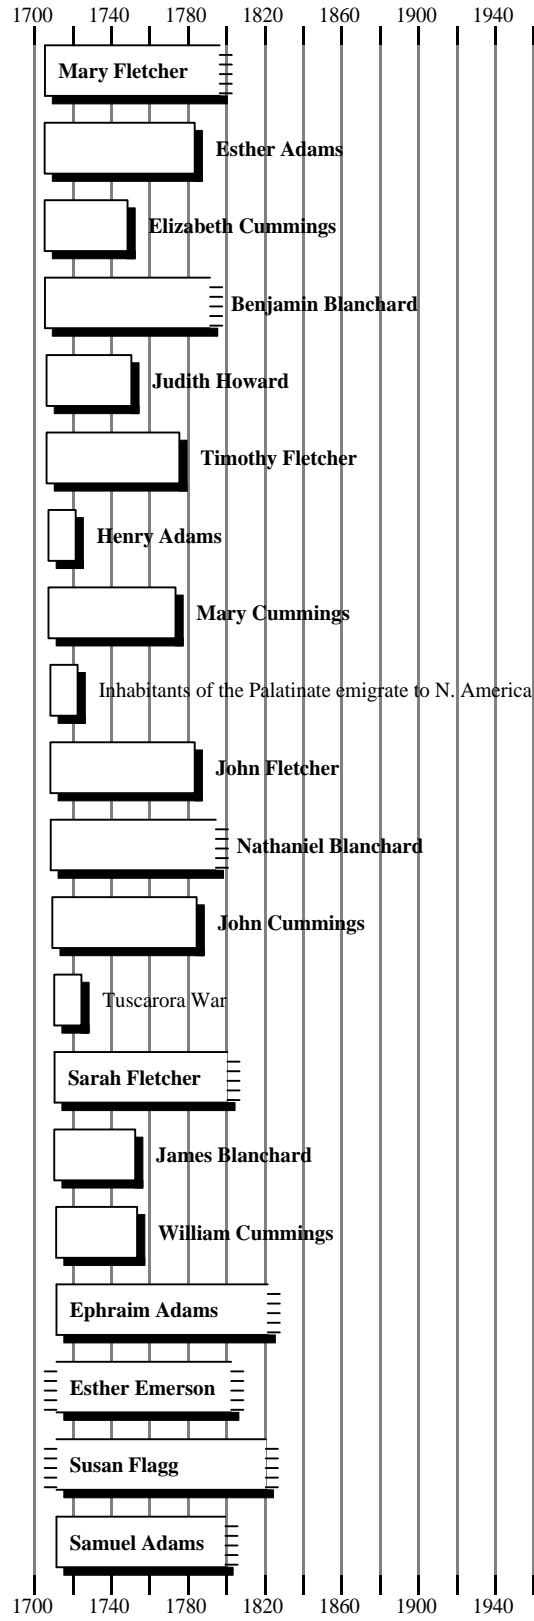 1700 1740 1780 1820 1860 1900 1940
Mary Fletcher
Esther Adams
Elizabeth Cummings
Benjamin Blanchard
Judith Howard
Timothy Fletcher
Henry Adams
Mary Cummings
Inhabitants of the Palatinate emigrate to N. America
John Fletcher
Nathaniel Blanchard
John Cummings
Tuscarora War
Sarah Fletcher
James Blanchard
William Cummings
Ephraim Adams
Esther Emerson
Susan Flagg
Samuel Adams
1700 1740 1780 1820 1860 1900 1940